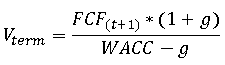 V_term = FCF_(t+1) * (1 + g) / WACC − g